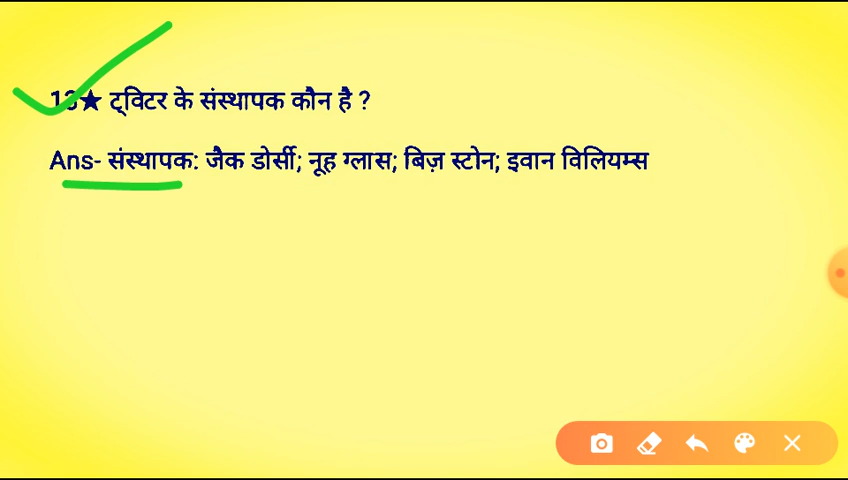 13★ ट्विटर के संस्थापक कौन है ?
Ans- संस्थापक: जैक डोर्सी; नूह ग्लास; बिज़ स्टोन; इवान विलियम्स